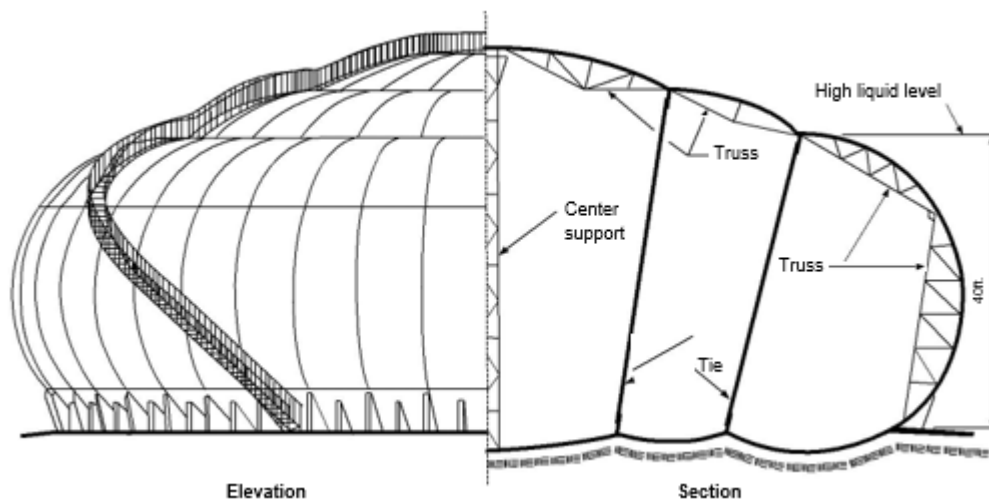 High liquid level
Truss
Center
support
Truss
40ft.
Tie
Elevation
Section